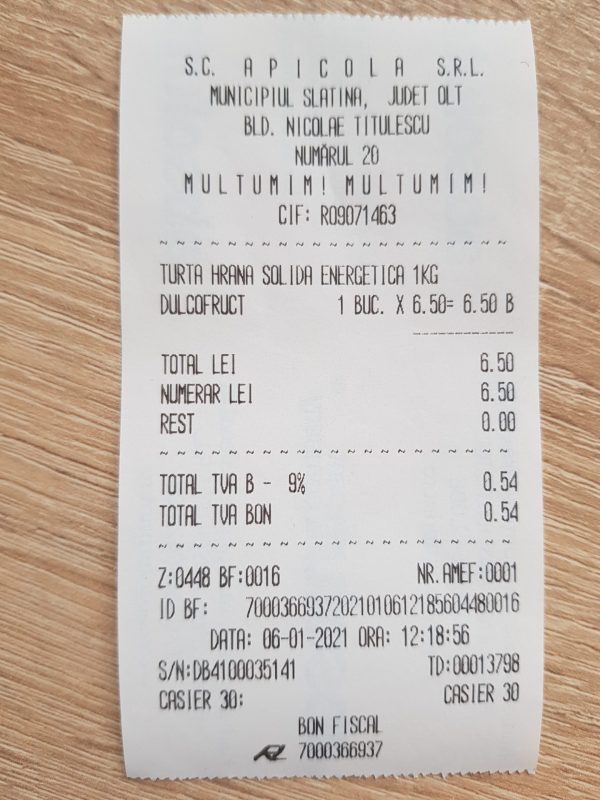 S.C. A P I C O L A S.R.L.
MUNICIPIUL SLATINA, JUDET OLT
BLD. NICOLAE TITULESCU
NUMĂRUL 20
M U L T U M I M ! M U L T U M I M !
CIF: RO9071463
~ ~ ~ ~ ~ ~ ~ ~ ~ ~ ~ ~ ~ ~ ~ ~ ~ ~ ~ ~ ~
TURTA HRANA SOLIDA ENERGETICA 1KG
DULCOFRUCT 1 BUC. X 6.50= 6.50 B
TOTAL LEI 6.50
NUMERAR LEI 6.50
REST 0.00
~ ~ ~ ~ ~ ~ ~ ~ ~ ~ ~ ~ ~ ~ ~ ~ ~ ~ ~ ~ ~
TOTAL TVA B - 9% 0.54
TOTAL TVA BON 0.54
~ ~ ~ ~ ~ ~ ~ ~ ~ ~ ~ ~ ~ ~ ~ ~ ~ ~ ~ ~ ~
Z:0448 BF:0016 NR.AMEF:0001
ID BF: 70003669372021010612185604480016
DATA: 06-01-2021 ORA: 12:18:56
S/N:DB4100035141 TD:00013798
CASIER 30: CASIER 30
BON FISCAL
7000366937